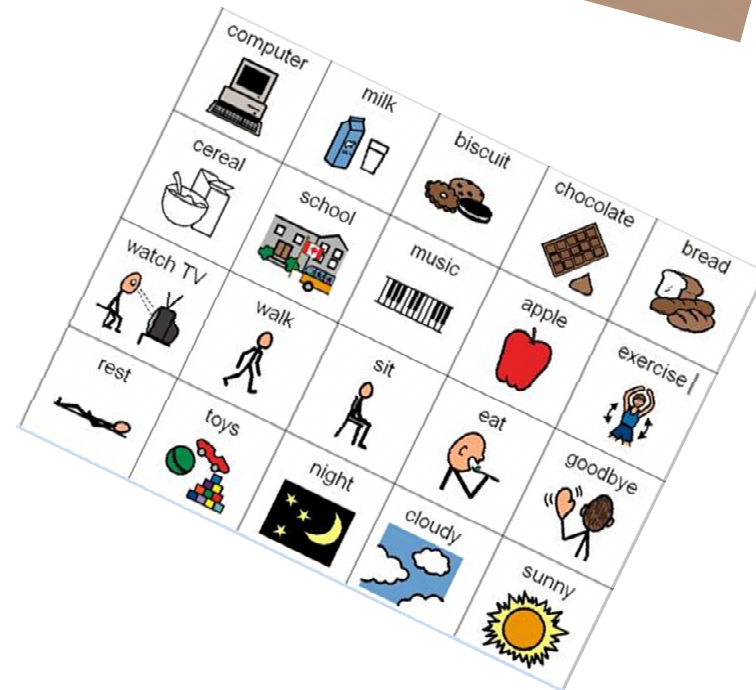 computer
milk
biscuit
chocolate
bread
cereal
school
music
apple
exercise
watch TV
walk
sit
eat
goodbye
rest
toys
night
cloudy
sunny